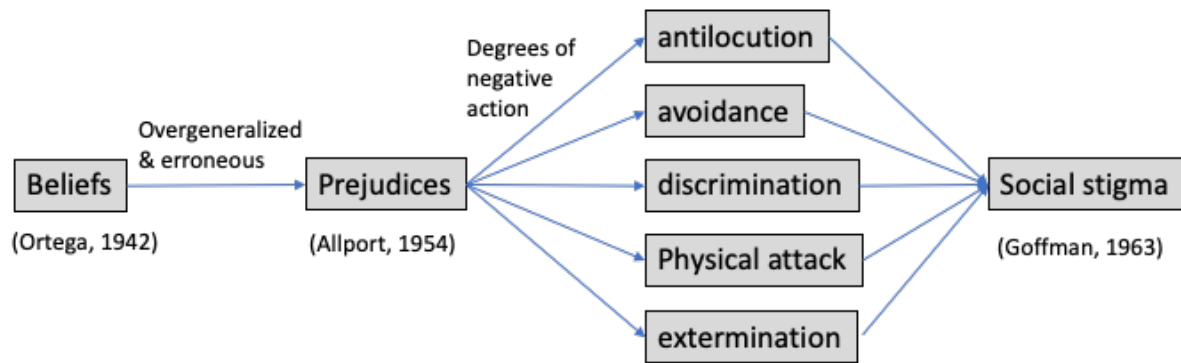 antilocution
Degrees of
negative
action
avoidance
Overgeneralized
& erroneous
Beliefs
Prejudices
discrimination
Social stigma
(Ortega, 1942)
(Allport, 1954)
(Goffman, 1963)
Physical attack
extermination